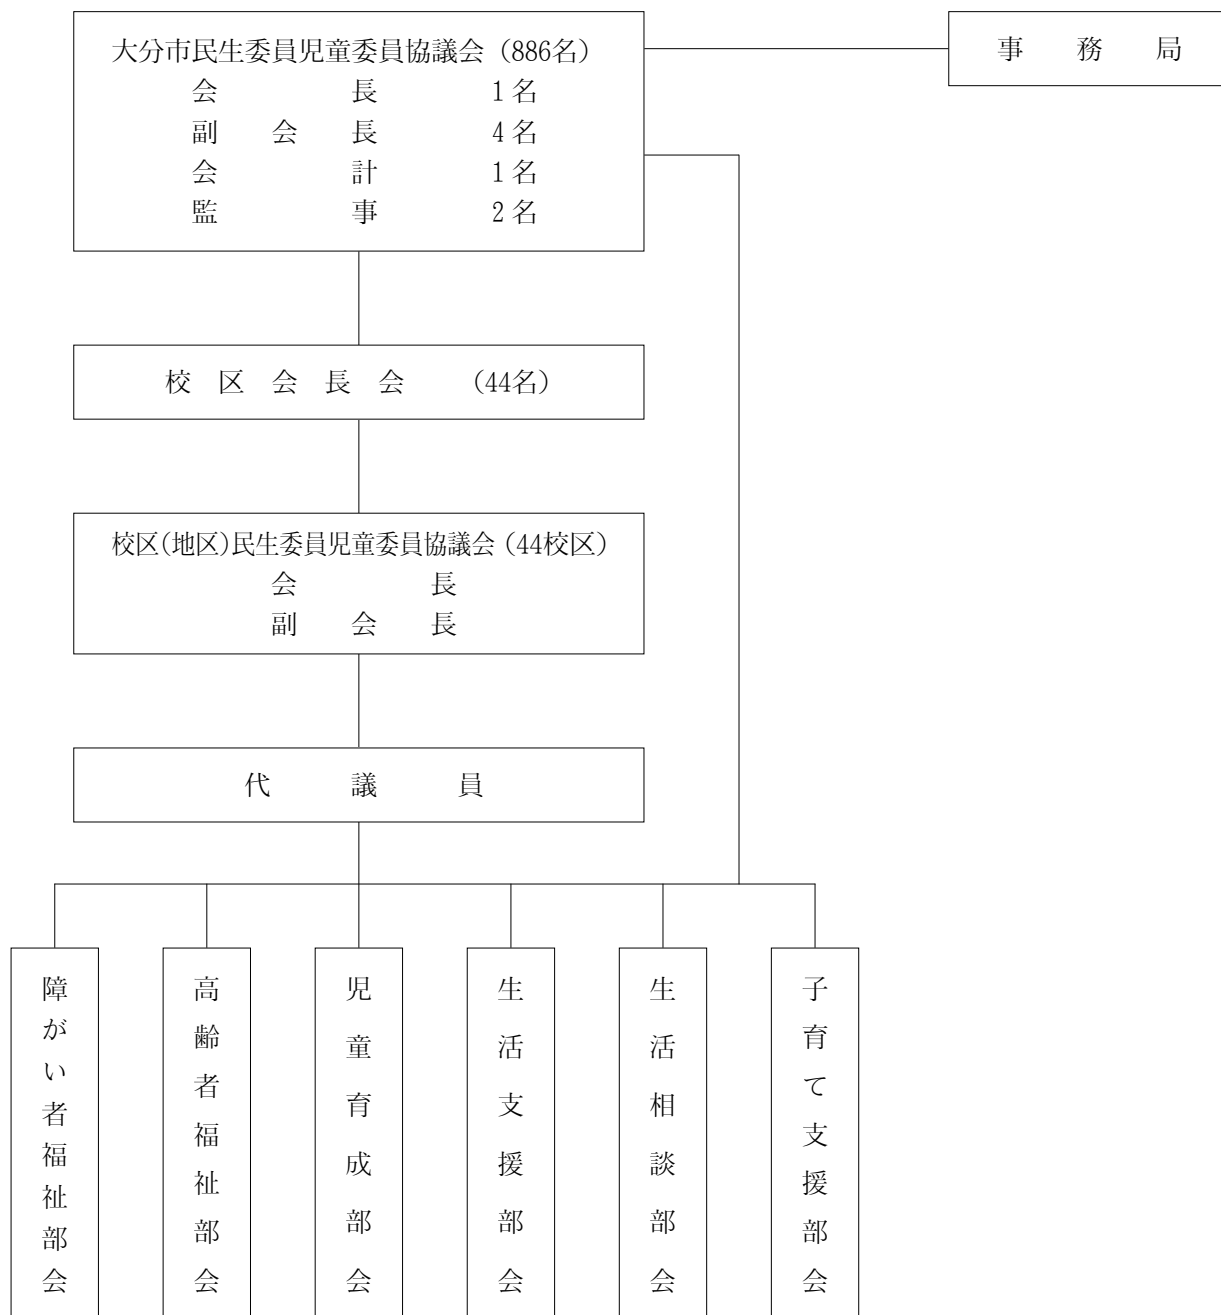 大分市民生委員児童委員協議会 (886名)
会　　　長　　1名
副　会　長　　4名
会　　　計　　1名
監　　　事　　2名
事　務　局
校 区 会 長 会　(44名)
校区(地区)民生委員児童委員協議会 (44校区)
会　　　長
副　会　長
代　議　員
障がい者福祉部会
高齢者福祉部会
児童育成部会
生活支援部会
生活相談部会
子育て支援部会